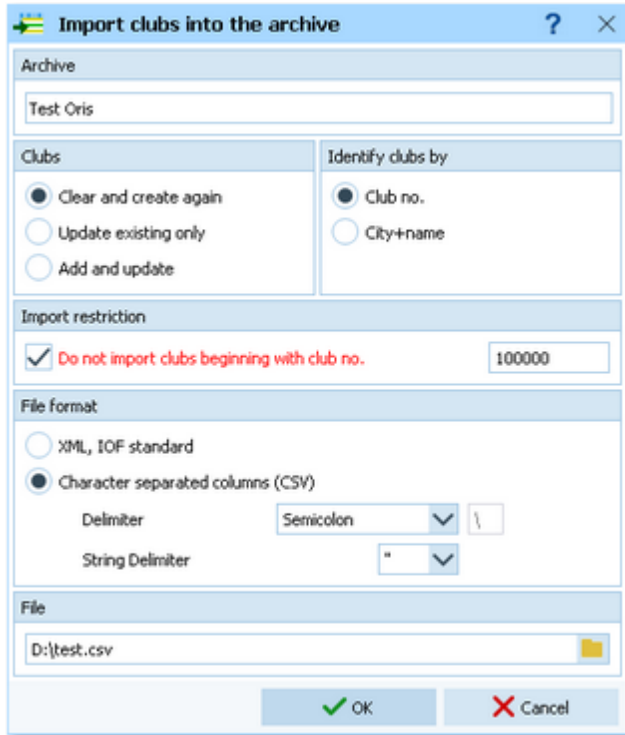 Import clubs into the archive ?
Archive
Test Oris
Clubs
Identify clubs by
Clear and create again
Club no.
Update existing only
City+name
Add and update
Import restriction
Do not import clubs beginning with club no. 100000
File format
XML, IOF standard
Character separated columns (CSV)
Delimiter Semicolon \
String Delimiter "
File
D:\test.csv
OK Cancel